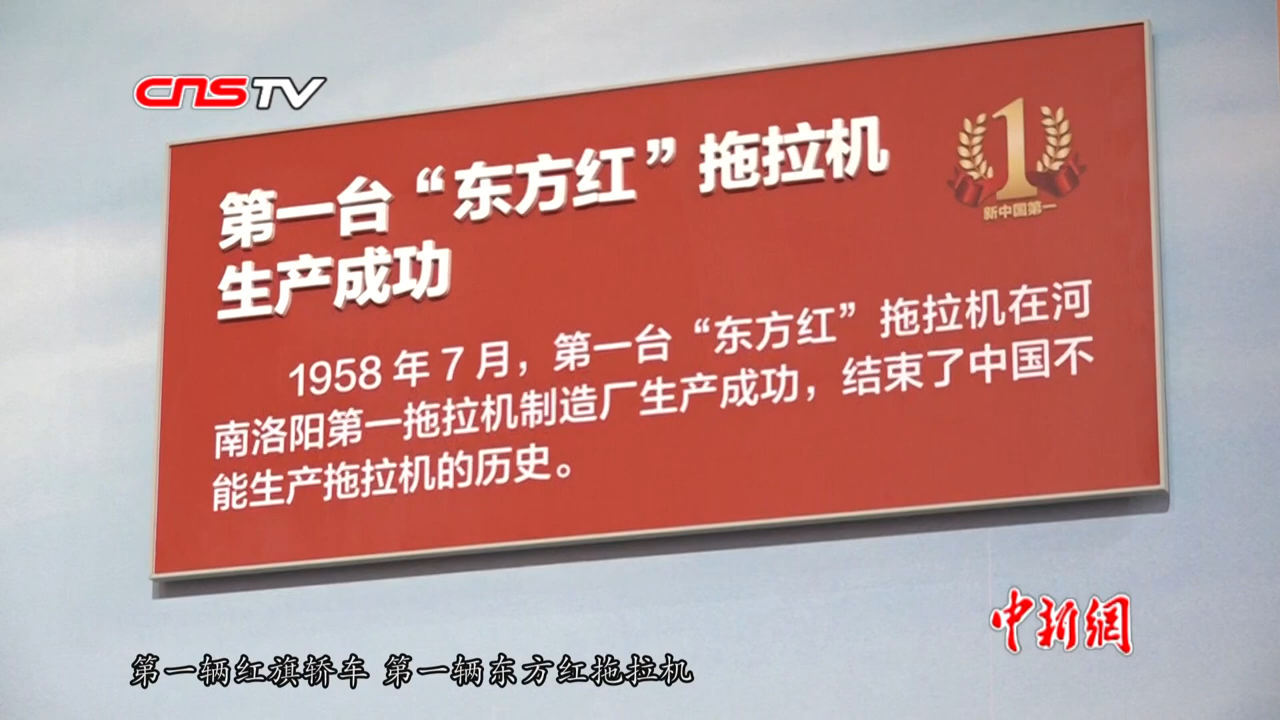 CNSTV
第一台“东方红”拖拉机
生产成功
1
新中国第一
1958年7月，第一台“东方红”拖拉机在河
南洛阳第一拖拉机制造厂生产成功，结束了中国不
能生产拖拉机的历史。
中新網
第一辆红旗轿车 第一辆东方红拖拉机